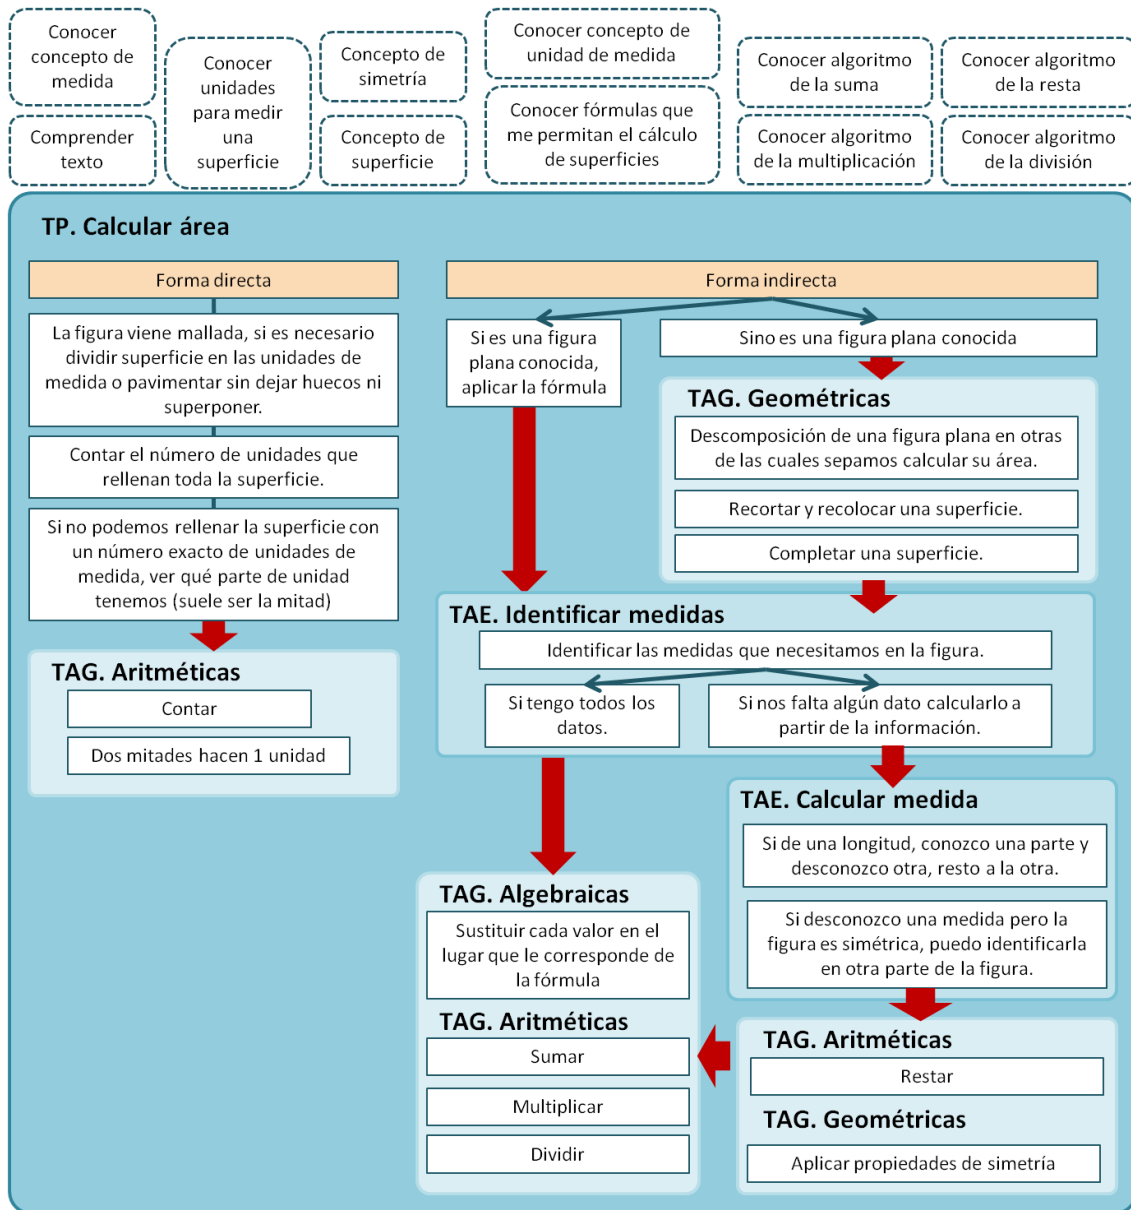 Conocer
concepto de
medida
Comprender
texto
Conocer
unidades
para medir
una
superficie
Concepto de
simetría
Concepto de
superficie
Conocer concepto de
unidad de medida
Conocer fórmulas que
me permitan el cálculo
de superficies
Conocer algoritmo
de la suma
Conocer algoritmo
de la multiplicación
Conocer algoritmo
de la resta
Conocer algoritmo
de la división
TP. Calcular área
Forma directa
La figura viene mallada, si es necesario
dividir superficie en las unidades de
medida o pavimentar sin dejar huecos ni
superponer.
Contar el número de unidades que
rellenan toda la superficie.
Si no podemos rellenar la superficie con
un número exacto de unidades de
medida, ver qué parte de unidad
tenemos (suele ser la mitad)
TAG. Aritméticas
Contar
Dos mitades hacen 1 unidad
Forma indirecta
Si es una figura
plana conocida,
aplicar la fórmula
Sino es una figura plana conocida
TAG. Geométricas
Descomposición de una figura plana en otras
de las cuales sepamos calcular su área.
Recortar y recolocar una superficie.
Completar una superficie.
TAE. Identificar medidas
Identificar las medidas que necesitamos en la figura.
Si tengo todos los
datos.
Si nos falta algún dato calcularlo a
partir de la información.
TAE. Calcular medida
Si de una longitud, conozco una parte y
desconozco otra, resto a la otra.
Si desconozco una medida pero la
figura es simétrica, puedo identificarla
en otra parte de la figura.
TAG. Algebraicas
Sustituir cada valor en el
lugar que le corresponde de
la fórmula
TAG. Aritméticas
Sumar
Multiplicar
Dividir
TAG. Aritméticas
Restar
TAG. Geométricas
Aplicar propiedades de simetría